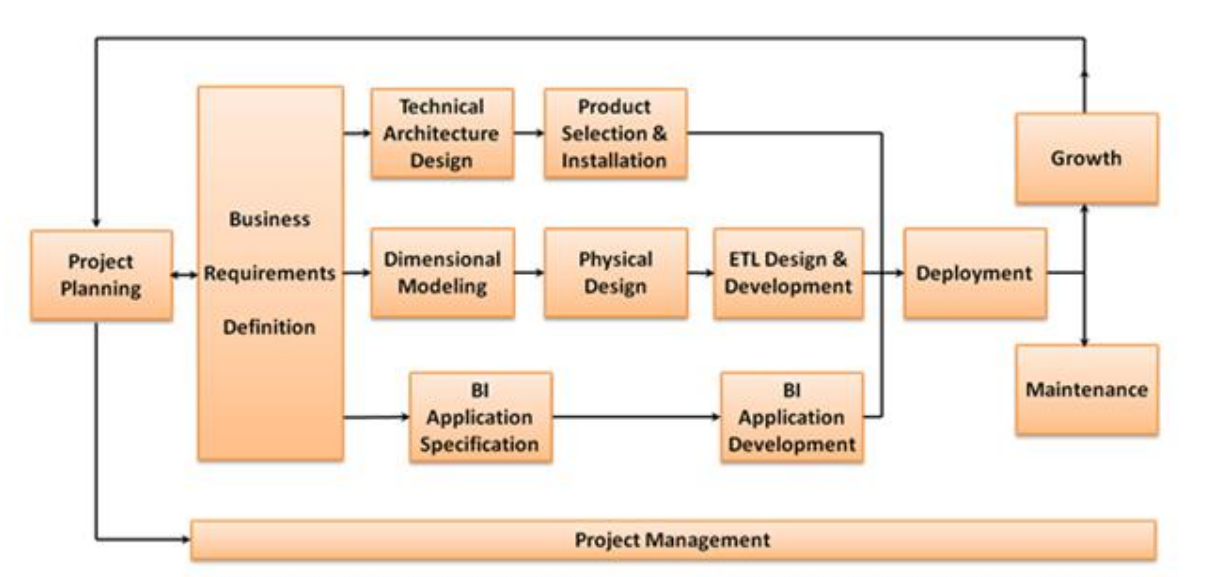 Project
Planning
Business
Requirements
Definition
Technical
Architecture
Design
Product
Selection &
Installation
Dimensional
Modeling
Physical
Design
ETL Design &
Development
BI
Application
Specification
BI
Application
Development
Deployment
Growth
Maintenance
Project Management